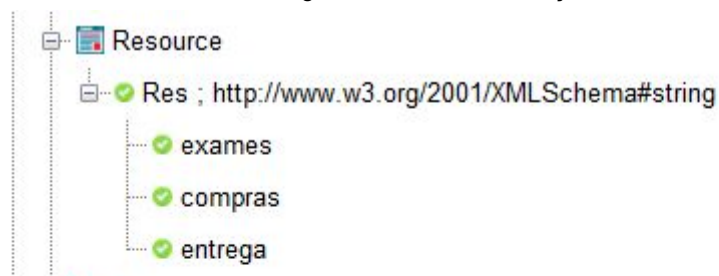 Resource
Res ; http://www.w3.org/2001/XMLSchema#string
exames
compras
entrega